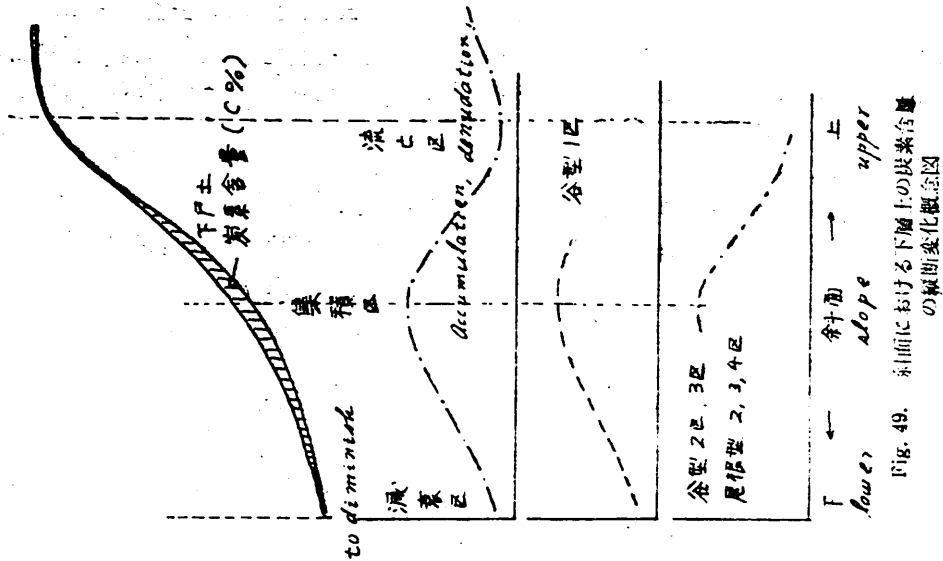 下戸土
炭素含量 (C%)
集積区
流亡区
to diminish
減衰区
Accumulation, denudation.
谷型1区
谷型2区, 3区
尾根型2, 3, 4区
下 ← 斜面 → 上
lower slope upper
Fig. 49. 斜面における下層土の炭素含量
の縦断変化概念図